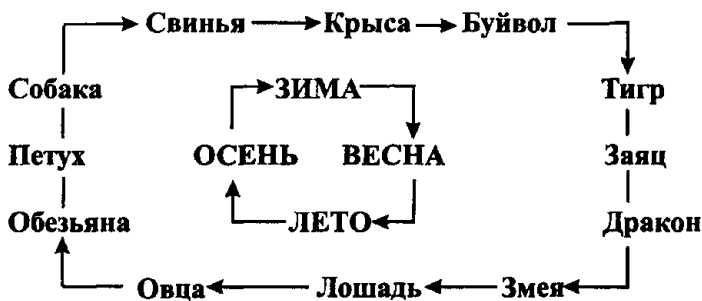 Свинья Крыса Буйвол
Собака ЗИМА Тигр
Петух ОСЕНЬ ВЕСНА Заяц
Обезьяна ЛЕТО Дракон
Овца Лошадь Змея